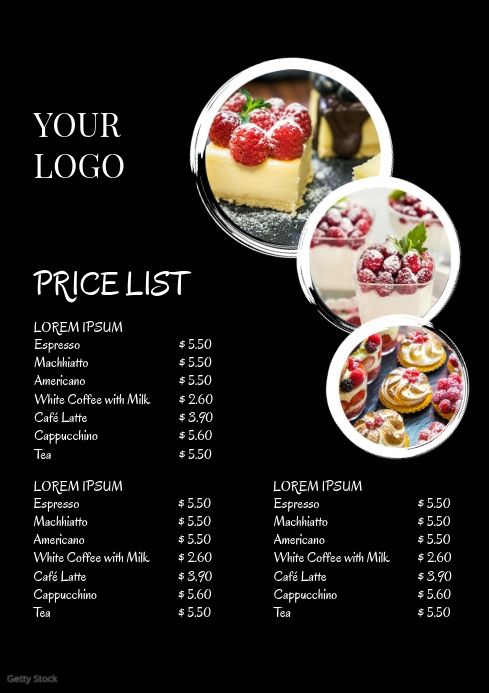 YOUR
LOGO
PRICE LIST
LOREM IPSUM
Espresso $ 5.50
Machhiatto $ 5.50
Americano $ 5.50
White Coffee with Milk $ 2.60
Café Latte $ 3.90
Cappucchino $ 5.60
Tea $ 5.50
LOREM IPSUM
Espresso $ 5.50
Machhiatto $ 5.50
Americano $ 5.50
White Coffee with Milk $ 2.60
Café Latte $ 3.90
Cappucchino $ 5.60
Tea $ 5.50
LOREM IPSUM
Espresso $ 5.50
Machhiatto $ 5.50
Americano $ 5.50
White Coffee with Milk $ 2.60
Café Latte $ 3.90
Cappucchino $ 5.60
Tea $ 5.50
Getty Stock